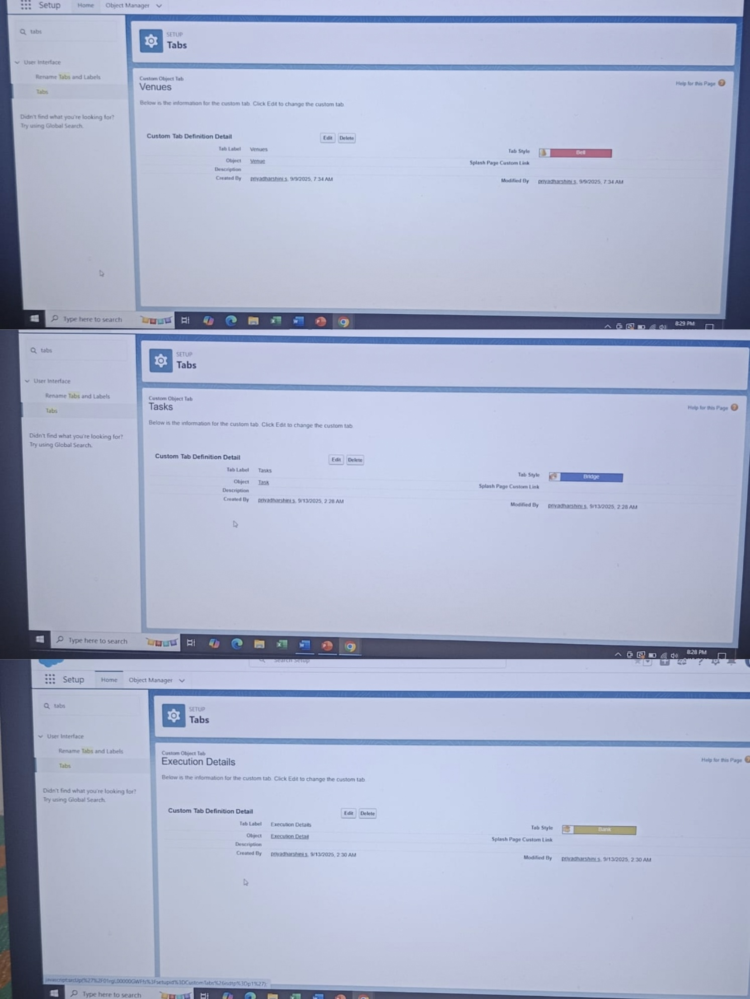 Setup Home Object Manager
tabs
User Interface
Rename Tabs and Labels
Tabs
Didn't find what you're looking for?
Try using Global Search.
SETUP
Tabs
Custom Object Tab
Venues
Help for this Page
Below is the information for the custom tab. Click Edit to change the custom tab.
Custom Tab Definition Detail Edit Delete
Tab Label Venues
Tab Style Bell
Object Venue
Splash Page Custom Link
Description
Created By priyadharshini s, 9/9/2025, 7:34 AM
Modified By priyadharshini s, 9/9/2025, 7:34 AM
Type here to search
8:29 PM
tabs
User Interface
Rename Tabs and Labels
Tabs
Didn't find what you're looking for?
Try using Global Search.
SETUP
Tabs
Custom Object Tab
Tasks
Help for this Page
Below is the information for the custom tab. Click Edit to change the custom tab.
Custom Tab Definition Detail Edit Delete
Tab Label Tasks
Tab Style Bridge
Object Task
Splash Page Custom Link
Description
Created By priyadharshini s, 9/13/2025, 2:28 AM
Modified By priyadharshini s, 9/13/2025, 2:28 AM
Type here to search
8:28 PM
Search Setup
Setup Home Object Manager
tabs
User Interface
Rename Tabs and Labels
Tabs
Didn't find what you're looking for?
Try using Global Search.
SETUP
Tabs
Custom Object Tab
Execution Details
Help for this Page
Below is the information for the custom tab. Click Edit to change the custom tab.
Custom Tab Definition Detail Edit Delete
Tab Label Execution Details
Tab Style Bank
Object Execution Detail
Splash Page Custom Link
Description
Created By priyadharshini s, 9/13/2025, 2:30 AM
Modified By priyadharshini s, 9/13/2025, 2:30 AM
Type here to search